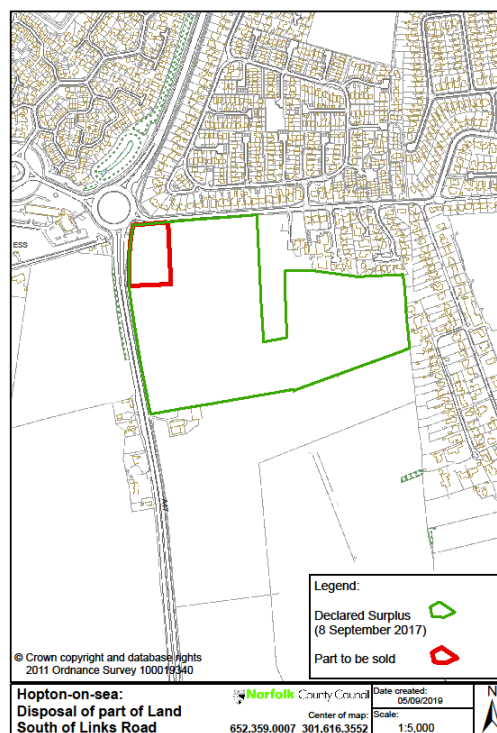 ESS
A47
Legend:
Declared Surplus
(8 September 2017)
Part to be sold
© Crown copyright and database rights
2011 Ordnance Survey 100019340
Hopton-on-sea:
Disposal of part of Land
South of Links Road
Norfolk County Council
Center of map:
652.359.0007 301.616.3552
Date created:
05/09/2019
Scale:
1:5,000
N